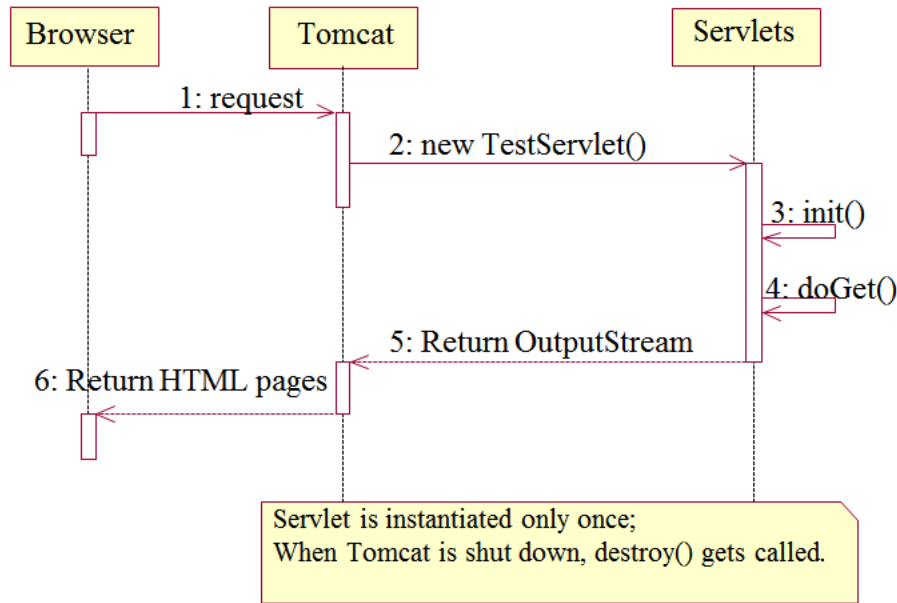 Browser
Tomcat
Servlets
1: request
2: new TestServlet()
3: init()
4: doGet()
5: Return OutputStream
6: Return HTML pages
Servlet is instantiated only once;
When Tomcat is shut down, destroy() gets called.